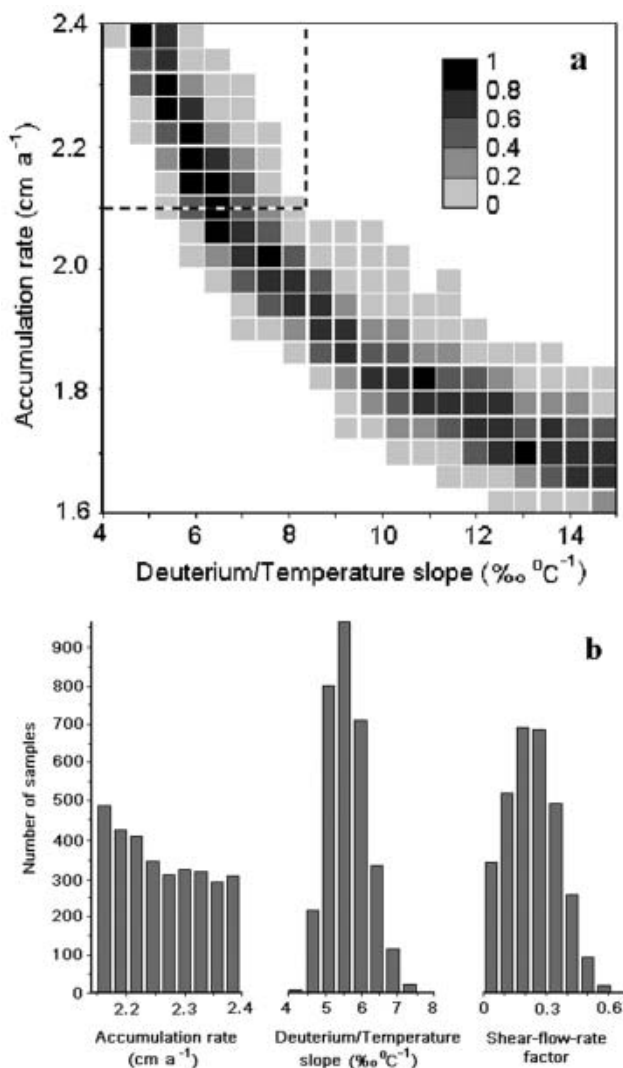 2.4
2.2
2.0
1.8
1.6
Accumulation rate (cm a⁻¹)
a
1
0.8
0.6
0.4
0.2
0
4 6 8 10 12 14
Deuterium/Temperature slope (‰ ⁰C⁻¹)
b
900
800
700
600
500
400
300
200
100
0
Number of samples
2.2 2.3 2.4
Accumulation rate
(cm a⁻¹)
4 5 6 7 8
Deuterium/Temperature
slope (‰⁰C⁻¹)
0 0.3 0.6
Shear-flow-rate
factor